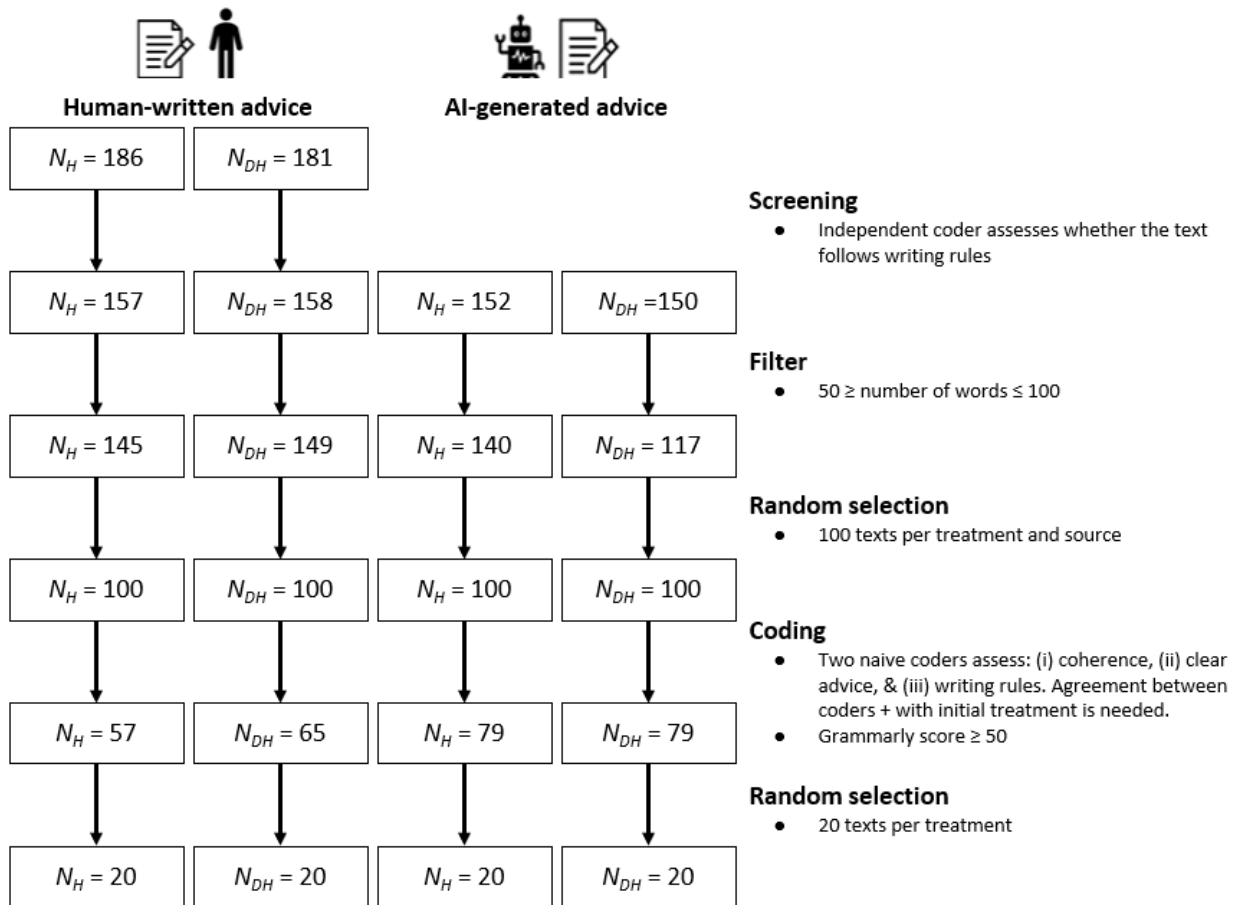 Human-written advice
AI-generated advice
N_H = 186
N_DH = 181
Screening
● Independent coder assesses whether the text
follows writing rules
N_H = 157
N_DH = 158
N_H = 152
N_DH =150
Filter
● 50 ≥ number of words ≤ 100
N_H = 145
N_DH = 149
N_H = 140
N_DH = 117
Random selection
● 100 texts per treatment and source
N_H = 100
N_DH = 100
N_H = 100
N_DH = 100
Coding
● Two naive coders assess: (i) coherence, (ii) clear
advice, & (iii) writing rules. Agreement between
coders + with initial treatment is needed.
● Grammarly score ≥ 50
N_H = 57
N_DH = 65
N_H = 79
N_DH = 79
Random selection
● 20 texts per treatment
N_H = 20
N_DH = 20
N_H = 20
N_DH = 20